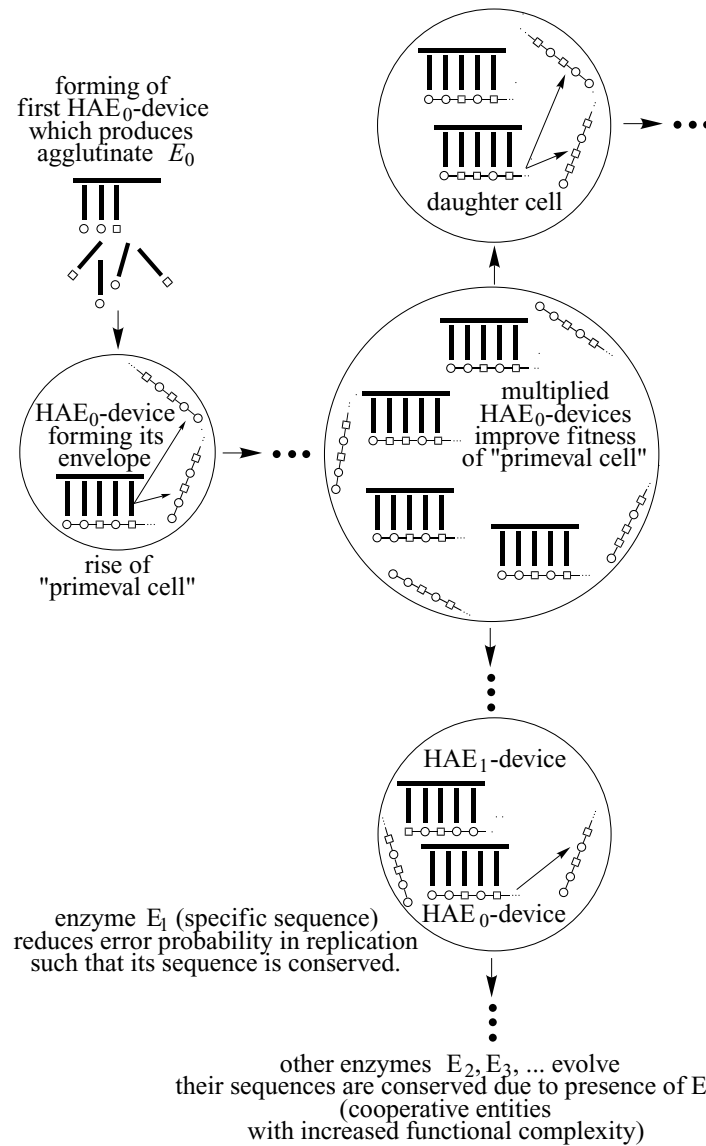 forming of
first HAE0-device
which produces
agglutinate E0
HAE0-device
forming its
envelope
rise of
"primeval cell"
daughter cell
multiplied
HAE0-devices
improve fitness
of "primeval cell"
HAE1-device
HAE0-device
enzyme E1 (specific sequence)
reduces error probability in replication
such that its sequence is conserved.
other enzymes E2, E3, ... evolve
their sequences are conserved due to presence of E
(cooperative entities
with increased functional complexity)